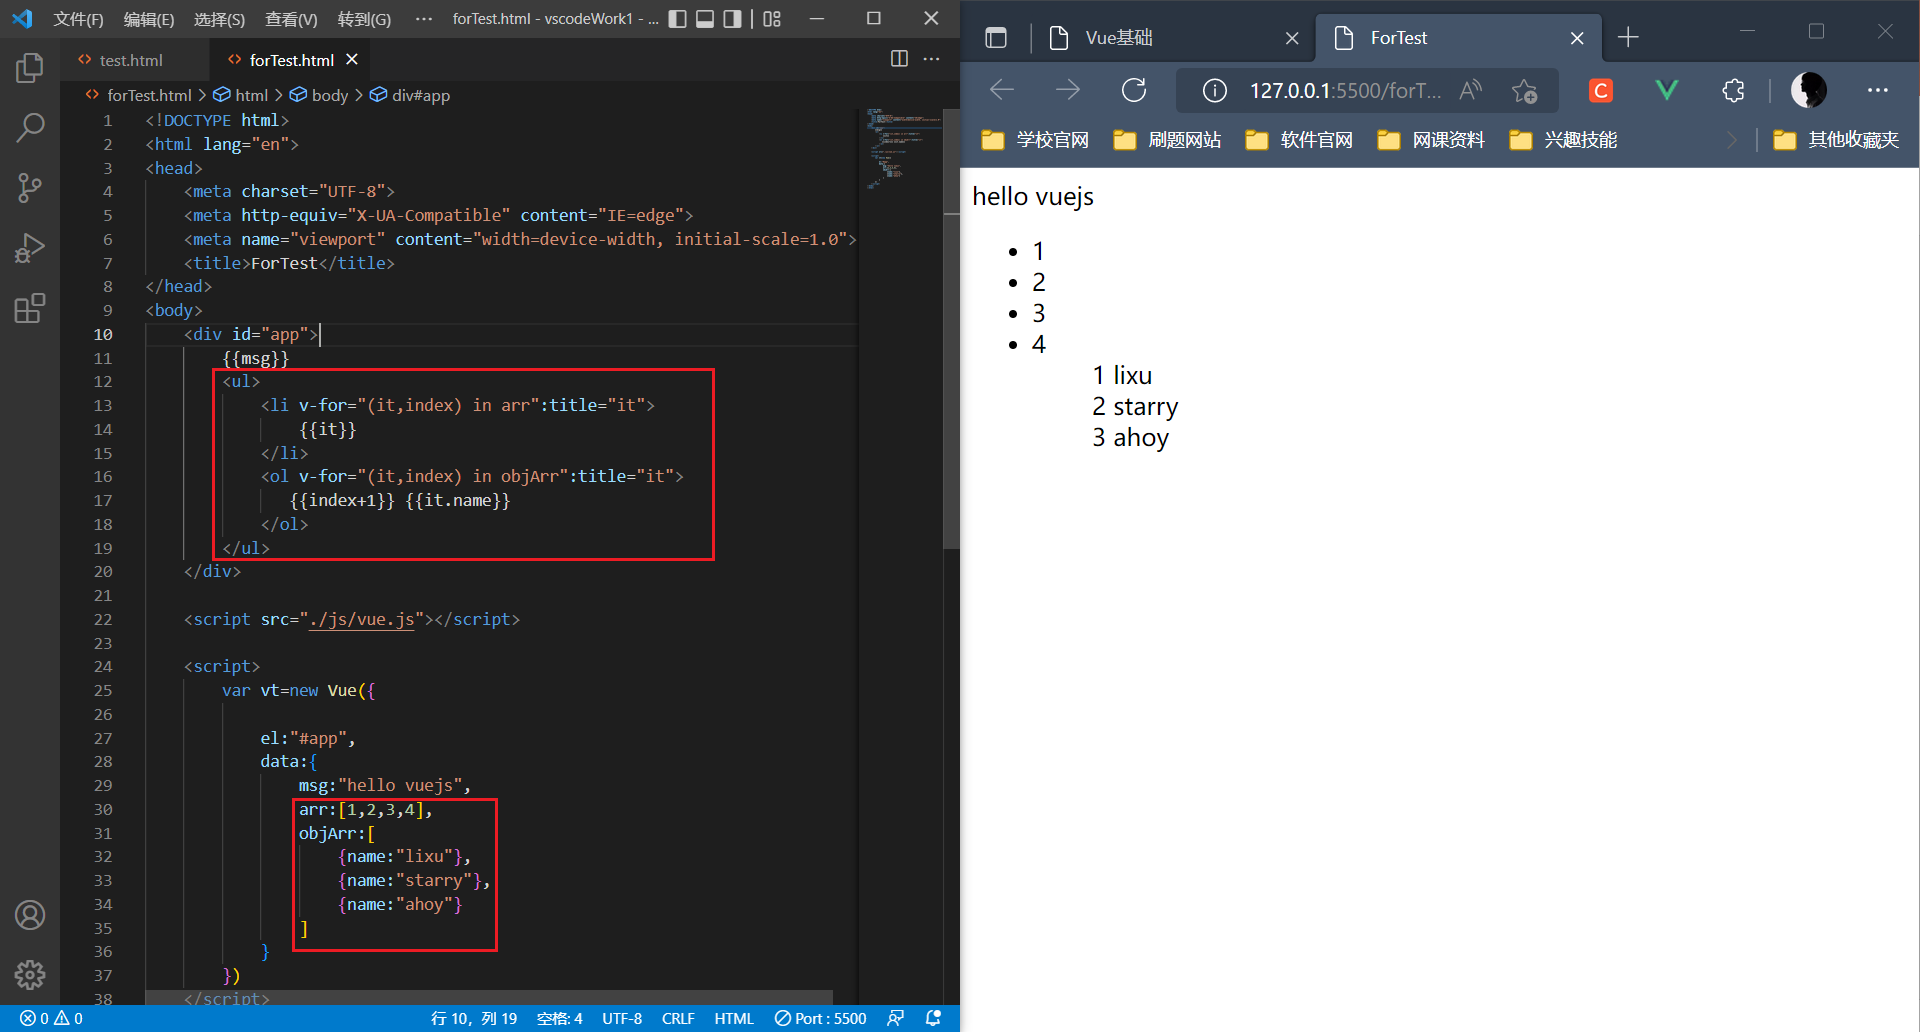 文件(F) 编辑(E) 选择(S) 查看(V) 转到(G) ··· forTest.html - vscodeWork1 - ...
test.html forTest.html
forTest.html > html > body > div#app
1 <!DOCTYPE html>
2 <html lang="en">
3 <head>
4 <meta charset="UTF-8">
5 <meta http-equiv="X-UA-Compatible" content="IE=edge">
6 <meta name="viewport" content="width=device-width, initial-scale=1.0">
7 <title>ForTest</title>
8 </head>
9 <body>
10 <div id="app">
11 {{msg}}
12 <ul>
13 <li v-for="(it,index) in arr":title="it">
14 {{it}}
15 </li>
16 <ol v-for="(it,index) in objArr":title="it">
17 {{index+1}} {{it.name}}
18 </ol>
19 </ul>
20 </div>
21
22 <script src="./js/vue.js"></script>
23
24 <script>
25 var vt=new Vue({
26
27 el:"#app",
28 data:{
29 msg:"hello vuejs",
30 arr:[1,2,3,4],
31 objArr:[
32 {name:"lixu"},
33 {name:"starry"},
34 {name:"ahoy"}
35 ]
36 }
37 })
38 </script>
0 0 行 10，列 19 空格: 4 UTF-8 CRLF HTML Port : 5500
Vue基础 ForTest
127.0.0.1:5500/forT... A C
学校官网 刷题网站 软件官网 网课资料 兴趣技能 其他收藏夹
hello vuejs
• 1
• 2
• 3
• 4
1 lixu
2 starry
3 ahoy